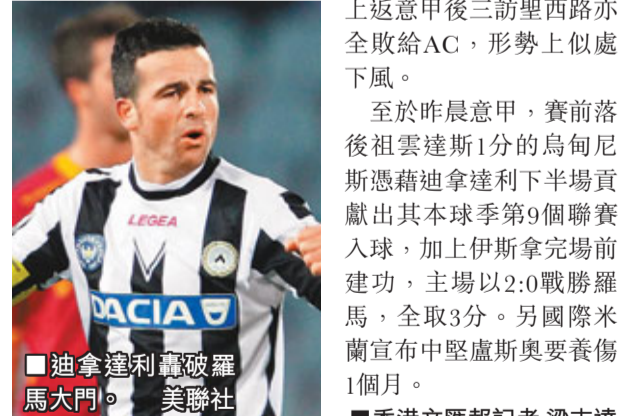 上返意甲後三訪聖西路亦
全敗給AC，形勢上似處
下風。
至於昨晨意甲，賽前落
後祖雲達斯1分的烏甸尼
斯憑藉迪拿達利下半場貢
獻出其本球季第9個聯賽
入球，加上伊斯拿完場前
建功，主場以2:0戰勝羅
馬，全取3分。另國際米
蘭宣布中堅盧斯奧要養傷
1個月。
LEGEA
DACIA
■迪拿達利轟破羅
馬大門。 美聯社